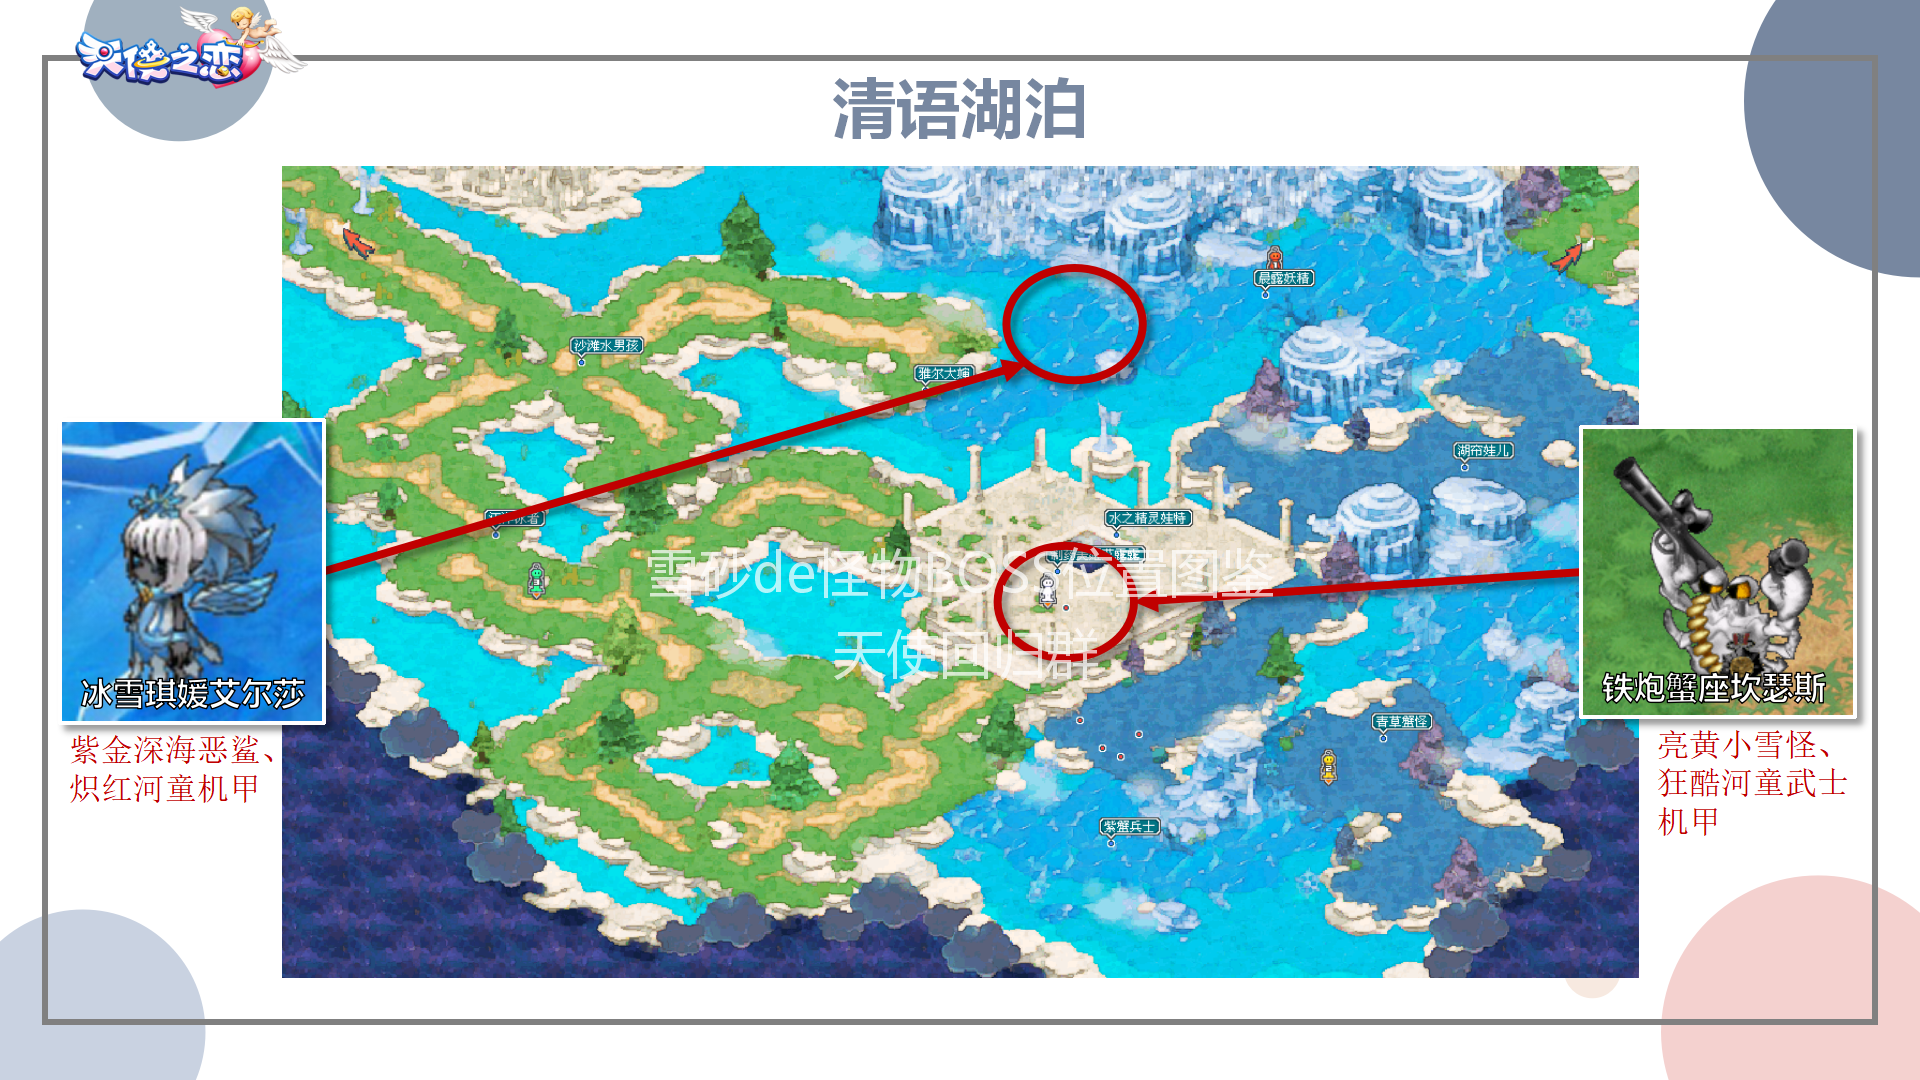 天使之恋
清语湖泊
晨露妖精
沙滩水男孩
雅尔大婶
湖帘娃儿
水之精灵娃特
雪砂de怪物BOSS位置图鉴
天使回归群
冰雪琪媛艾尔莎
紫金深海恶鲨、
炽红河童机甲
铁炮蟹座坎瑟斯
亮黄小雪怪、
狂酷河童武士
机甲
青草蟹怪
紫蟹兵士